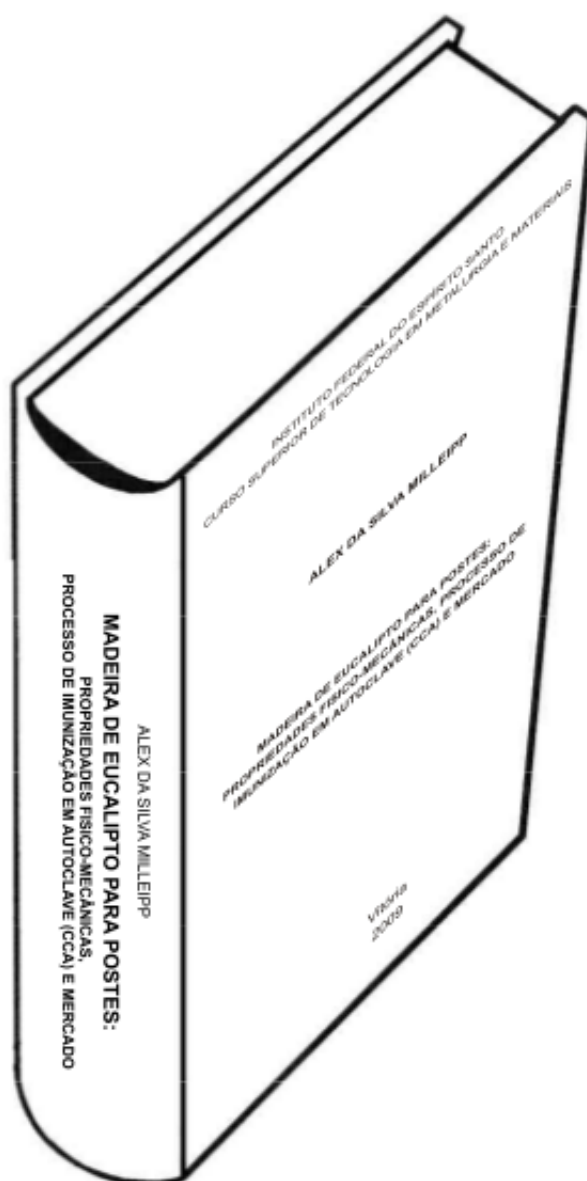 INSTITUTO FEDERAL DO ESPÍRITO SANTO
CURSO SUPERIOR DE TECNOLOGIA EM METALURGIA E MATERIAIS
ALEX DA SILVA MILLEIPP
MADEIRA DE EUCALIPTO PARA POSTES:
PROPRIEDADES FISICO-MECÂNICAS, PROCESSO DE
IMUNIZAÇÃO EM AUTOCLAVE (CCA) E MERCADO
Vitória
2009
ALEX DA SILVA MILLEIPP
MADEIRA DE EUCALIPTO PARA POSTES:
PROPRIEDADES FISICO-MECÂNICAS,
PROCESSO DE IMUNIZAÇÃO EM AUTOCLAVE (CCA) E MERCADO